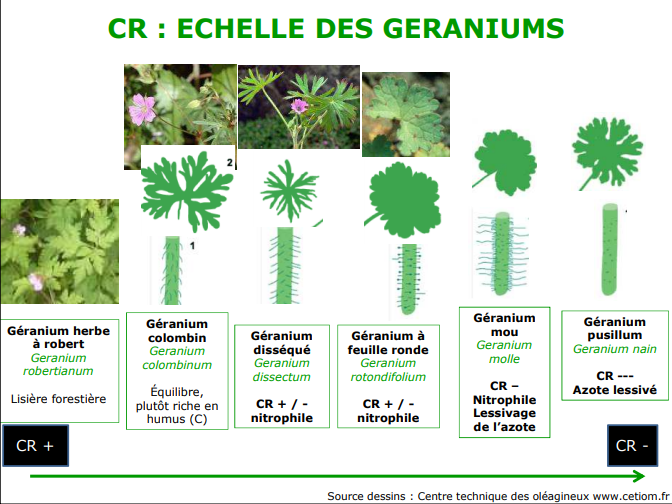 CR : ECHELLE DES GERANIUMS
2
1
Géranium herbe
à robert
Geranium
robertianum
Lisière forestière
Géranium
colombin
Geranium
colombinum
Équilibre,
plutôt riche en
humus (C)
Géranium
disséqué
Geranium
dissectum
CR + / -
nitrophile
Géranium à
feuille ronde
Geranium
rotondifolium
CR + / -
nitrophile
Géranium
mou
Geranium
molle
CR –
Nitrophile
Lessivage
de l'azote
Géranium
pusillum
Geranium nain
CR ---
Azote lessivé
CR +
CR -
Source dessins : Centre technique des oléagineux www.cetiom.fr